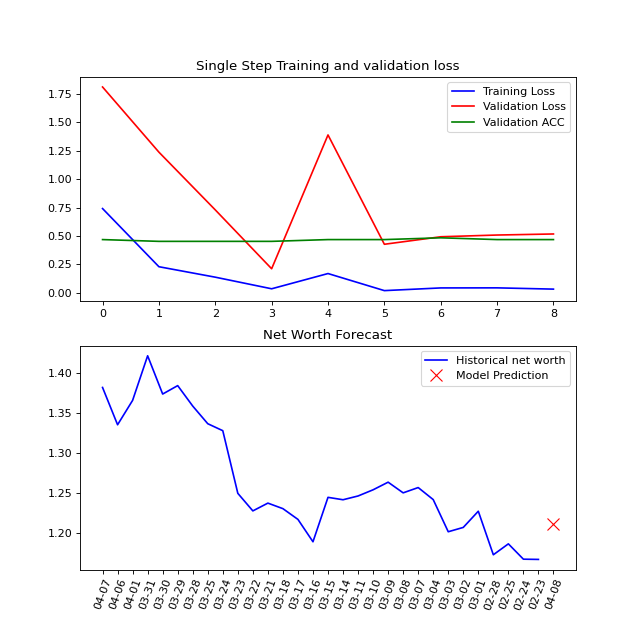 Single Step Training and validation loss
1.75
1.50
1.25
1.00
0.75
0.50
0.25
0.00
Training Loss
Validation Loss
Validation ACC
0 1 2 3 4 5 6 7 8
Net Worth Forecast
1.40
1.35
1.30
1.25
1.20
Historical net worth
Model Prediction
04-07 04-06 04-01 03-31 03-30 03-29 03-28 03-25 03-24 03-23 03-22 03-21 03-18 03-17 03-16 03-15 03-14 03-11 03-10 03-09 03-08 03-07 03-04 03-03 03-02 03-01 02-28 02-25 02-24 02-23 04-08